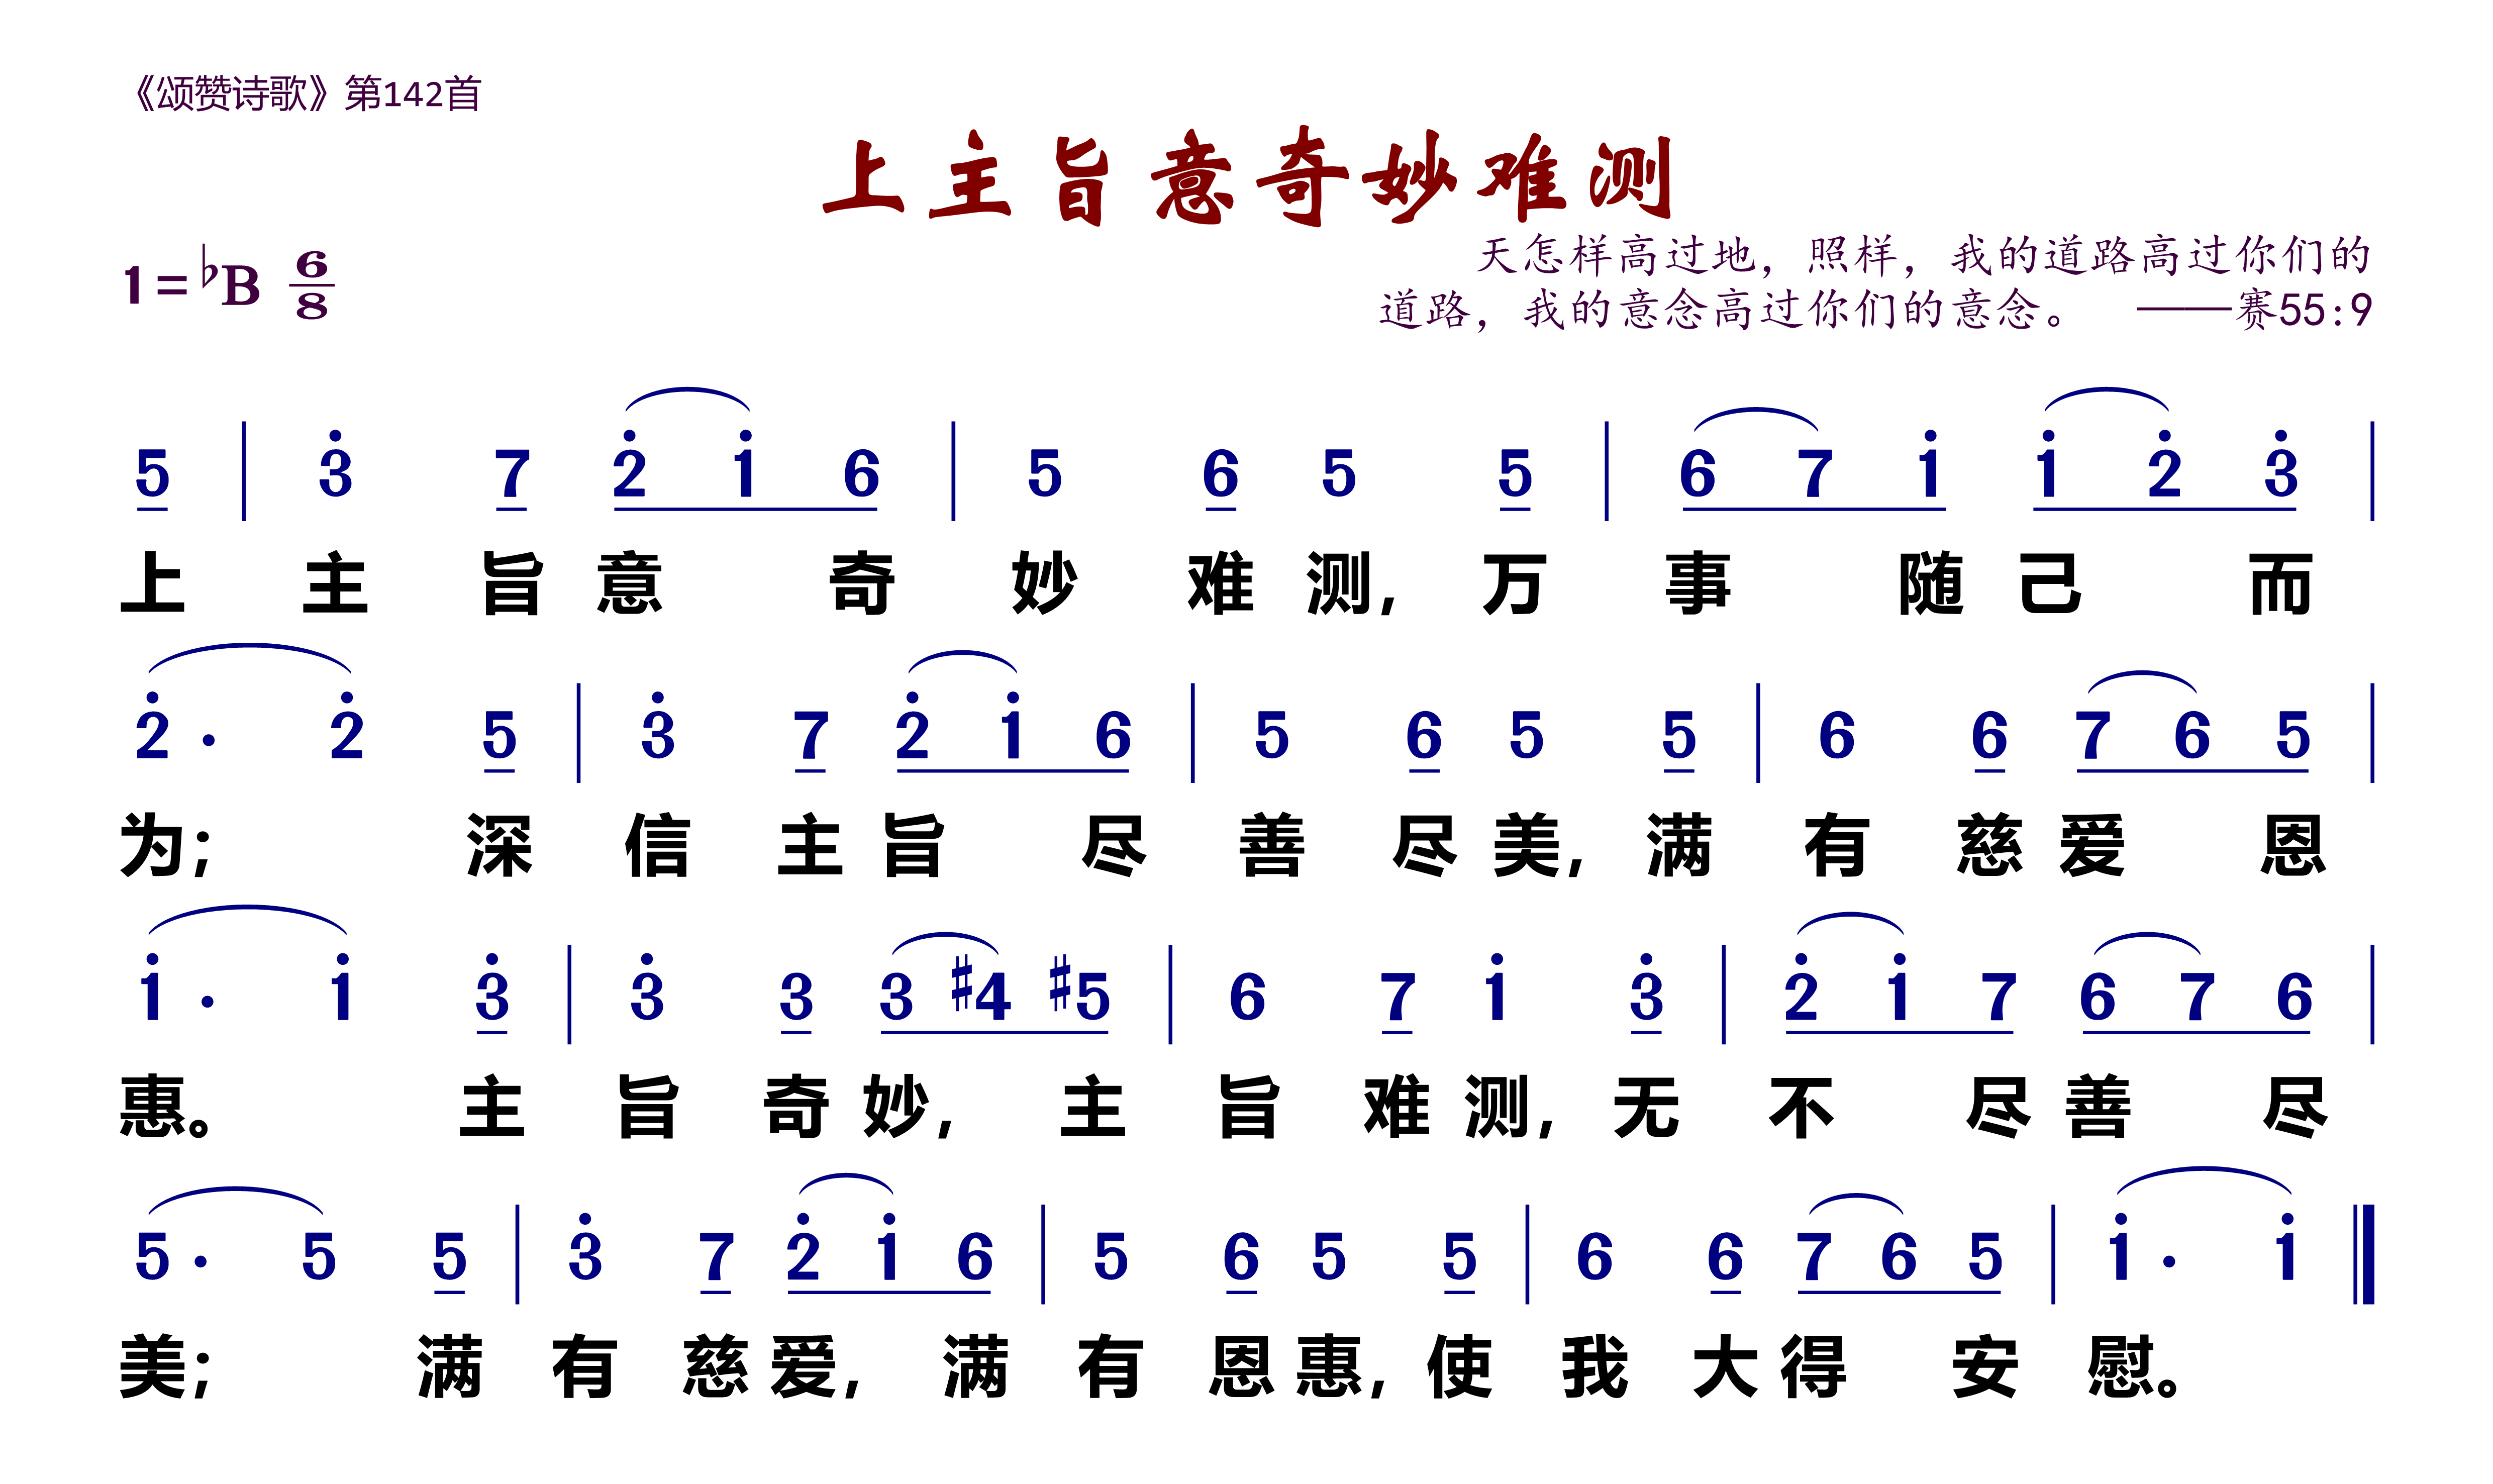 《颂赞诗歌》第142首
上主旨意奇妙难测
1=♭B 6/8
天怎样高过地，照样，我的道路高过你们的
道路，我的意念高过你们的意念。 ——赛55:9
5 | 3̇ 7 2̇ 1̇ 6 | 5 6 5 5 | 6 7 1̇ 1̇ 2̇ 3̇ |
上 主 旨 意 奇 妙 难 测, 万 事 随 己 而
2̇· 2̇ 5 | 3̇ 7 2̇ 1̇ 6 | 5 6 5 5 | 6 6 7 6 5 |
为; 深 信 主 旨 尽 善 尽 美, 满 有 慈 爱 恩
1̇· 1̇ 3̇ | 3̇ 3 3 #4 #5 | 6 7 1̇ 3̇ | 2̇ 1̇ 7 6 7 6 |
惠。 主 旨 奇 妙, 主 旨 难 测, 无 不 尽 善 尽
5· 5 5 | 3̇ 7 2̇ 1̇ 6 | 5 6 5 5 | 6 6 7 6 5 | 1̇· 1̇ ‖
美; 满 有 慈 爱, 满 有 恩 惠, 使 我 大 得 安 慰。